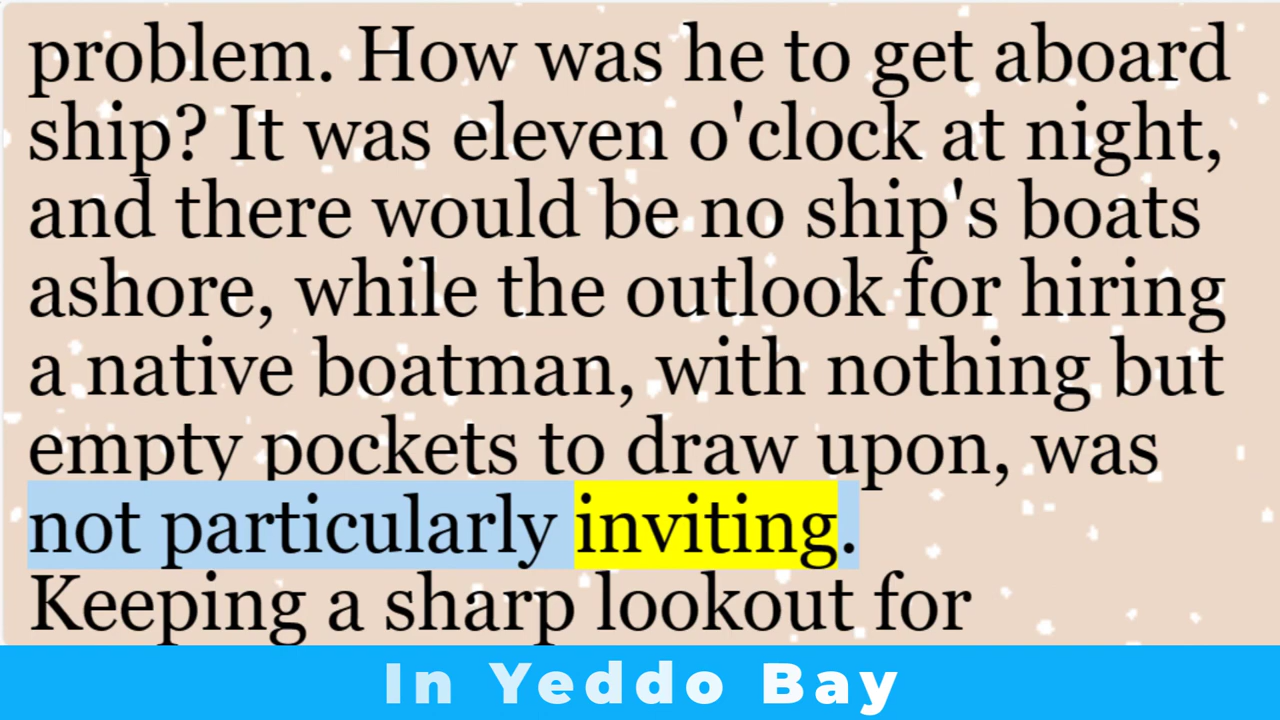 problem. How was he to get aboard
ship? It was eleven o'clock at night,
and there would be no ship's boats
ashore, while the outlook for hiring
a native boatman, with nothing but
empty pockets to draw upon, was
not particularly inviting.
Keeping a sharp lookout for
In Yeddo Bay